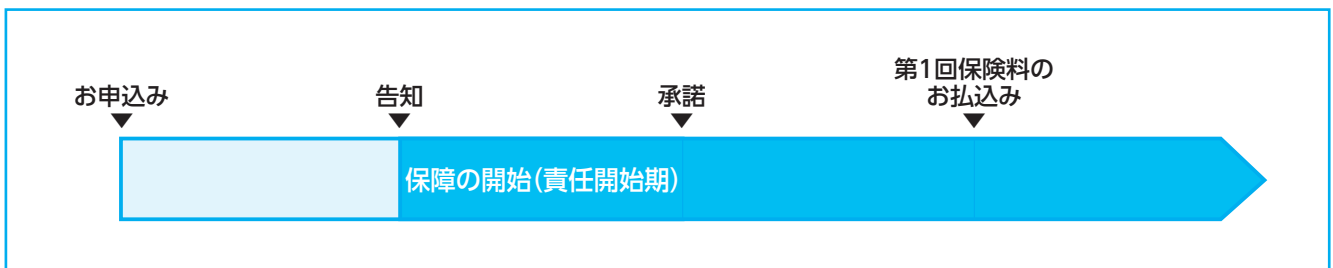 お申込み
告知
承諾
第1回保険料の
お払込み
保障の開始(責任開始期)